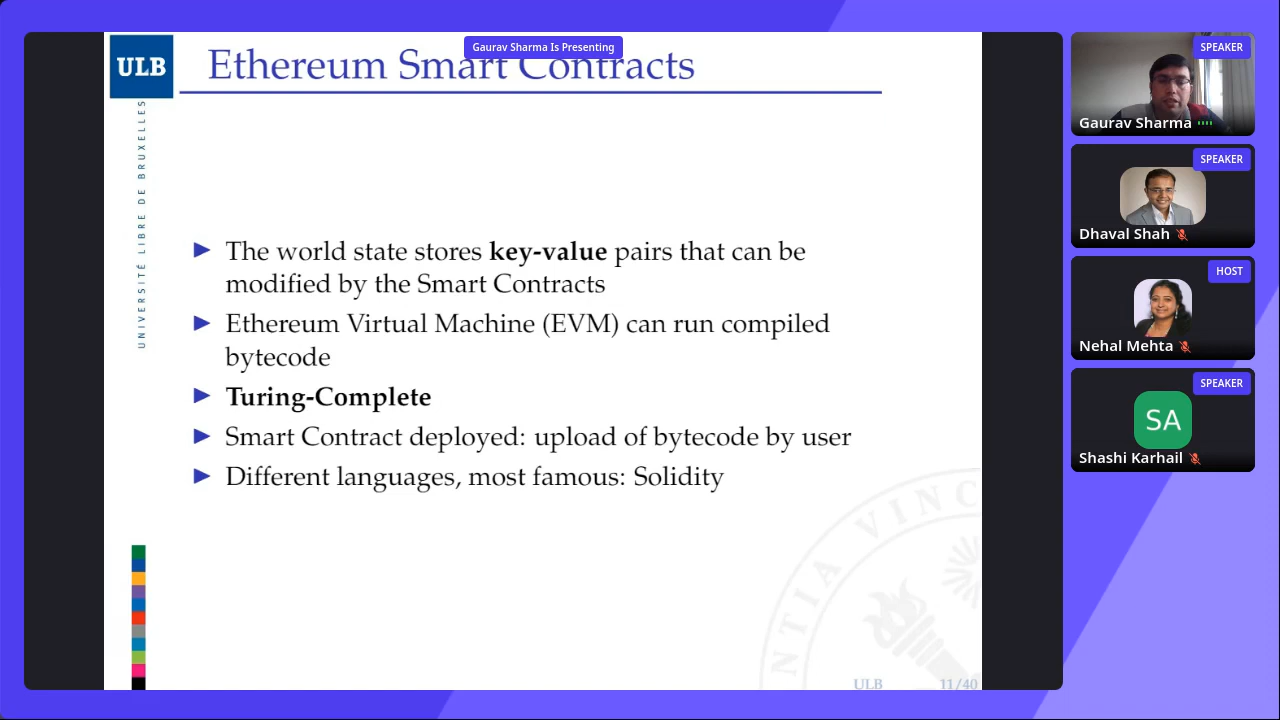 ULB
UNIVERSITÉ LIBRE DE BRUXELLES
Gaurav Sharma Is Presenting
Ethereum Smart Contracts
The world state stores key-value pairs that can be
modified by the Smart Contracts
Ethereum Virtual Machine (EVM) can run compiled
bytecode
Turing-Complete
Smart Contract deployed: upload of bytecode by user
Different languages, most famous: Solidity
NTIA VINC
ULB
11/40
SPEAKER
Gaurav Sharma
SPEAKER
Dhaval Shah
HOST
Nehal Mehta
SPEAKER
SA
Shashi Karhail